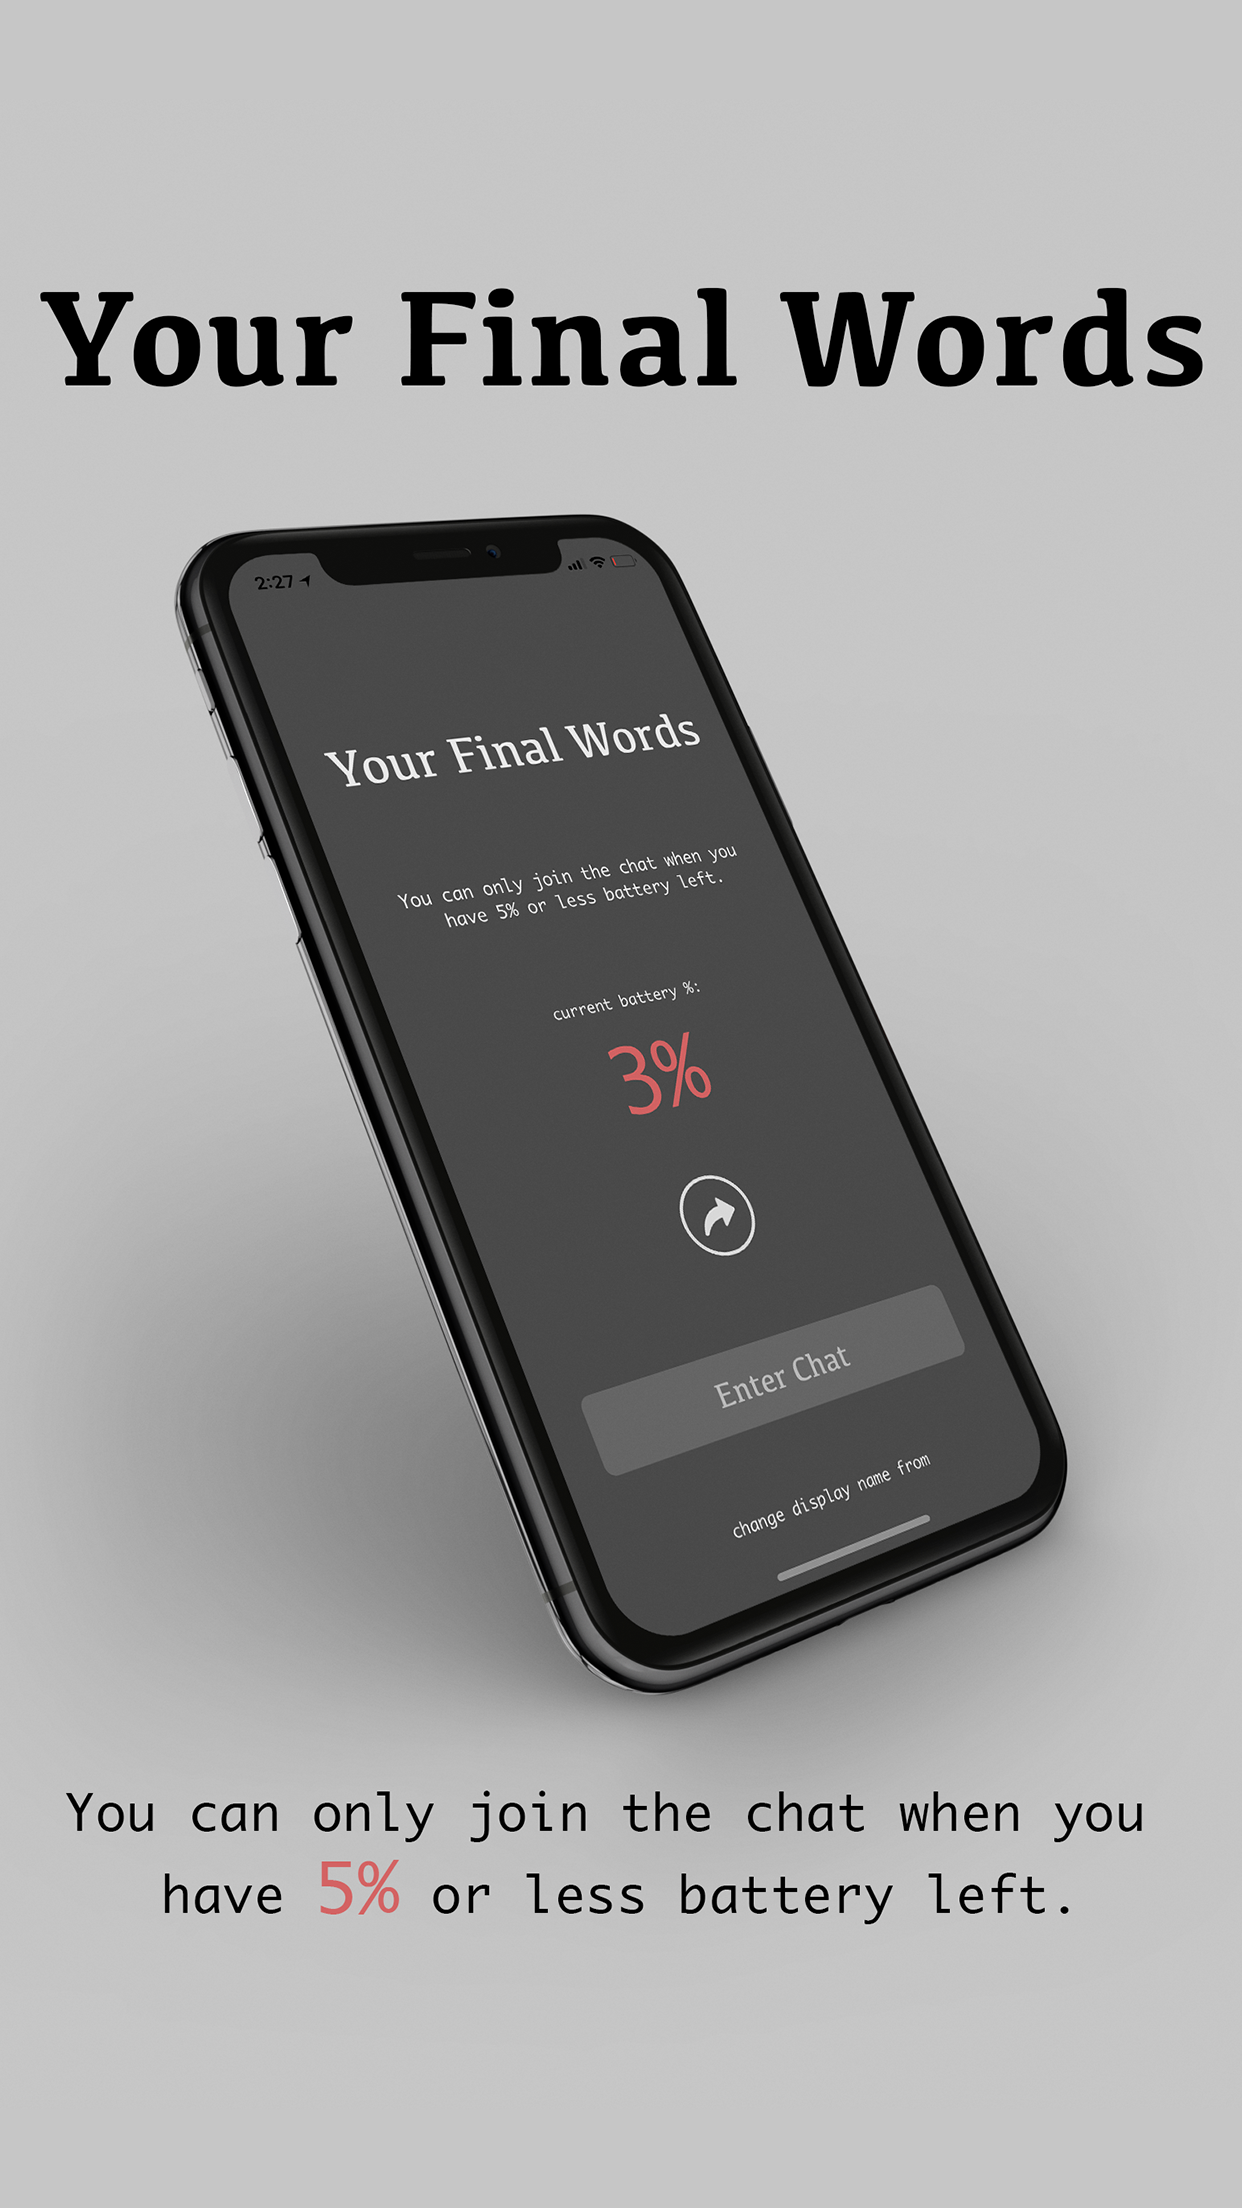 Your Final Words
2:27
Your Final Words
You can only join the chat when you
have 5% or less battery left.
current battery %:
3%
Enter Chat
change display name from
You can only join the chat when you
have 5% or less battery left.